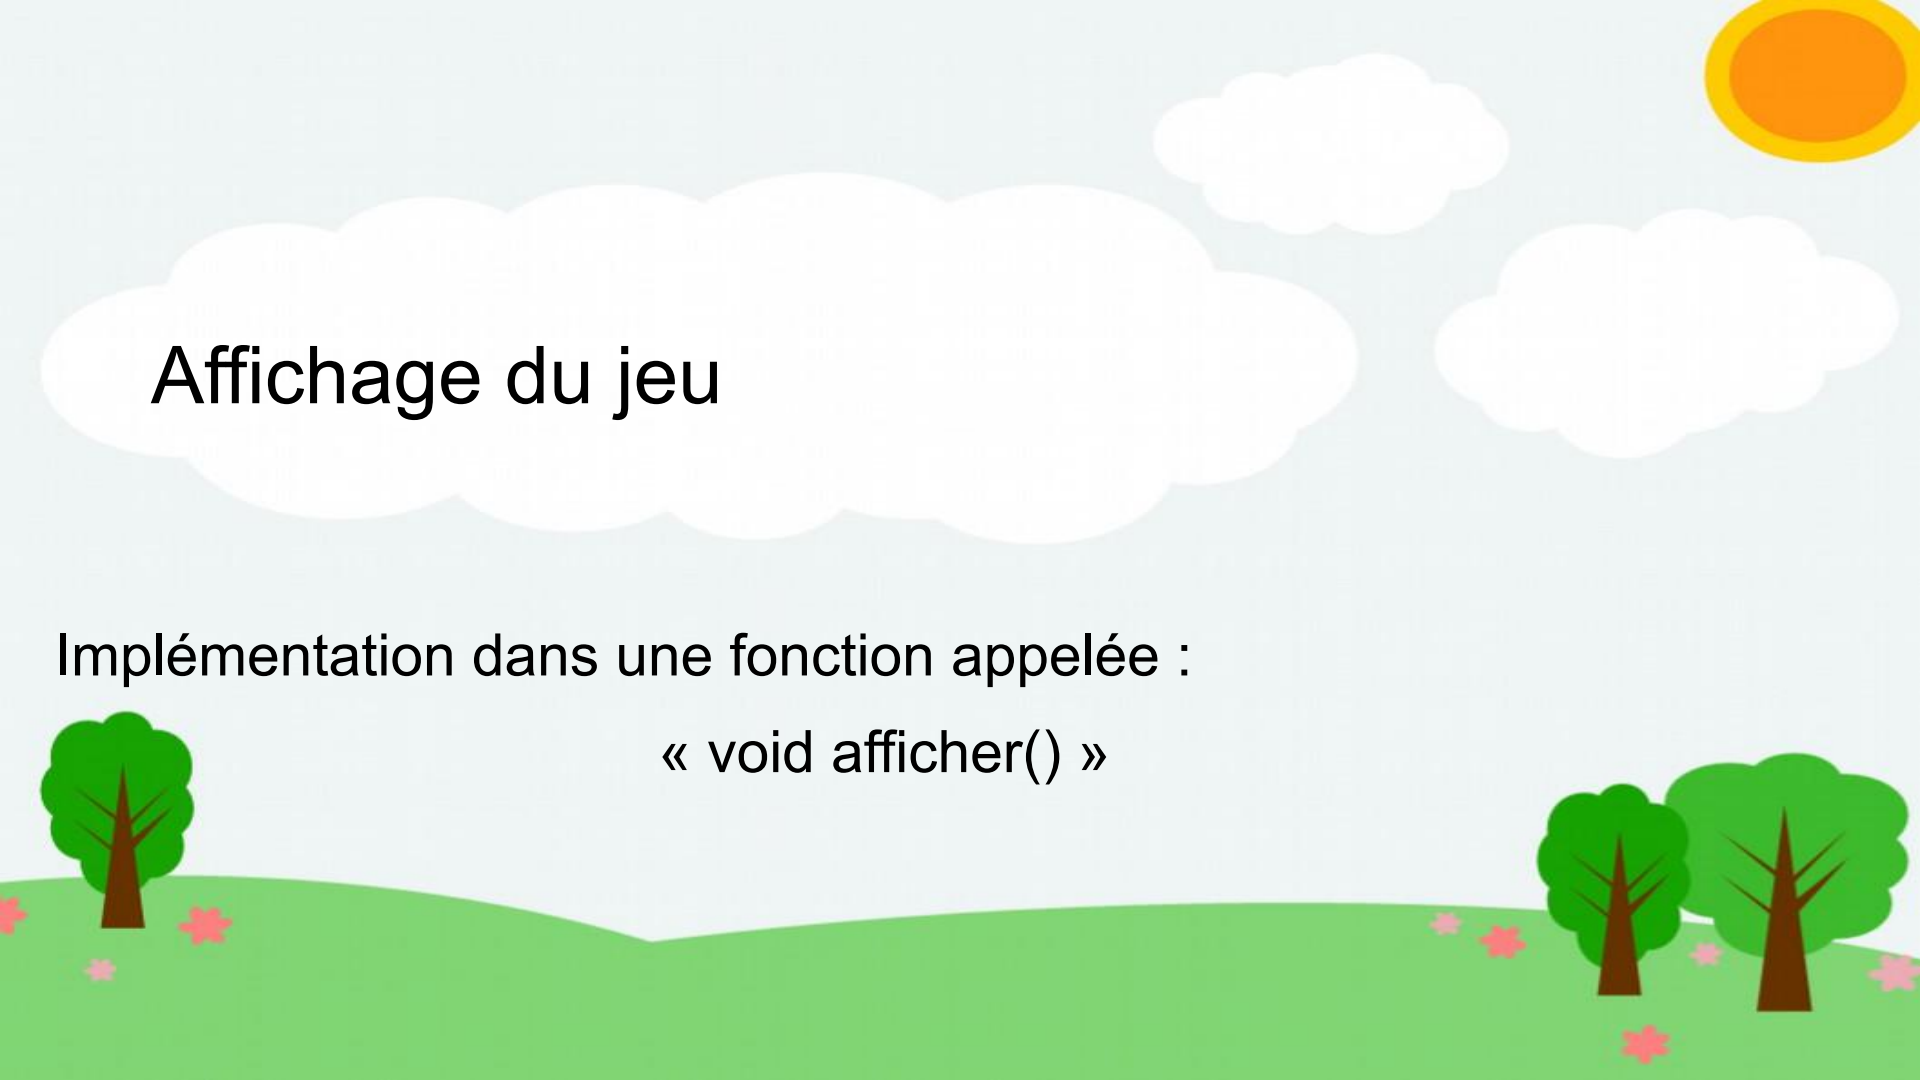 Affichage du jeu
Implémentation dans une fonction appelée :
« void afficher() »